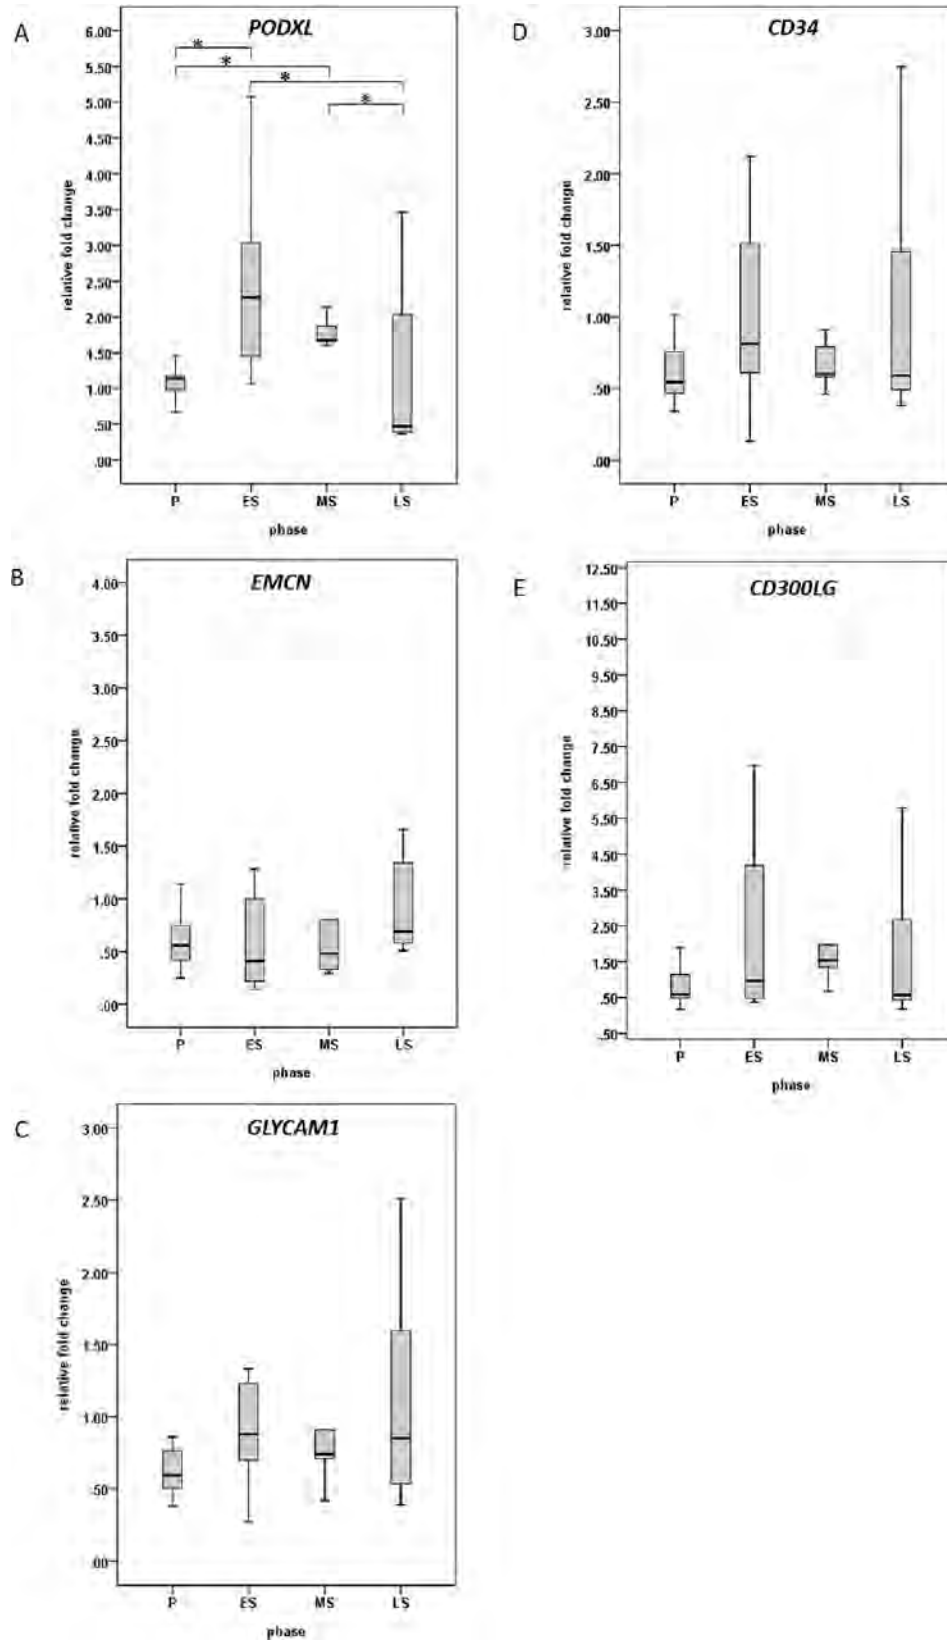 A
PODXL
6.00
5.50
5.00
4.50
4.00
3.50
3.00
2.50
2.00
1.50
1.00
.50
.00
relative fold change
* * * *
P ES MS LS
phase
B
EMCN
4.00
3.50
3.00
2.50
2.00
1.50
1.00
.50
.00
relative fold change
P ES MS LS
phase
C
GLYCAM1
3.00
2.50
2.00
1.50
1.00
.50
.00
relative fold change
P ES MS LS
phase
D
CD34
3.00
2.50
2.00
1.50
1.00
.50
.00
relative fold change
P ES MS LS
phase
E
CD300LG
12.50
11.50
10.50
9.50
8.50
7.50
6.50
5.50
4.50
3.50
2.50
1.50
.50
.50
relative fold change
P ES MS LS
phase